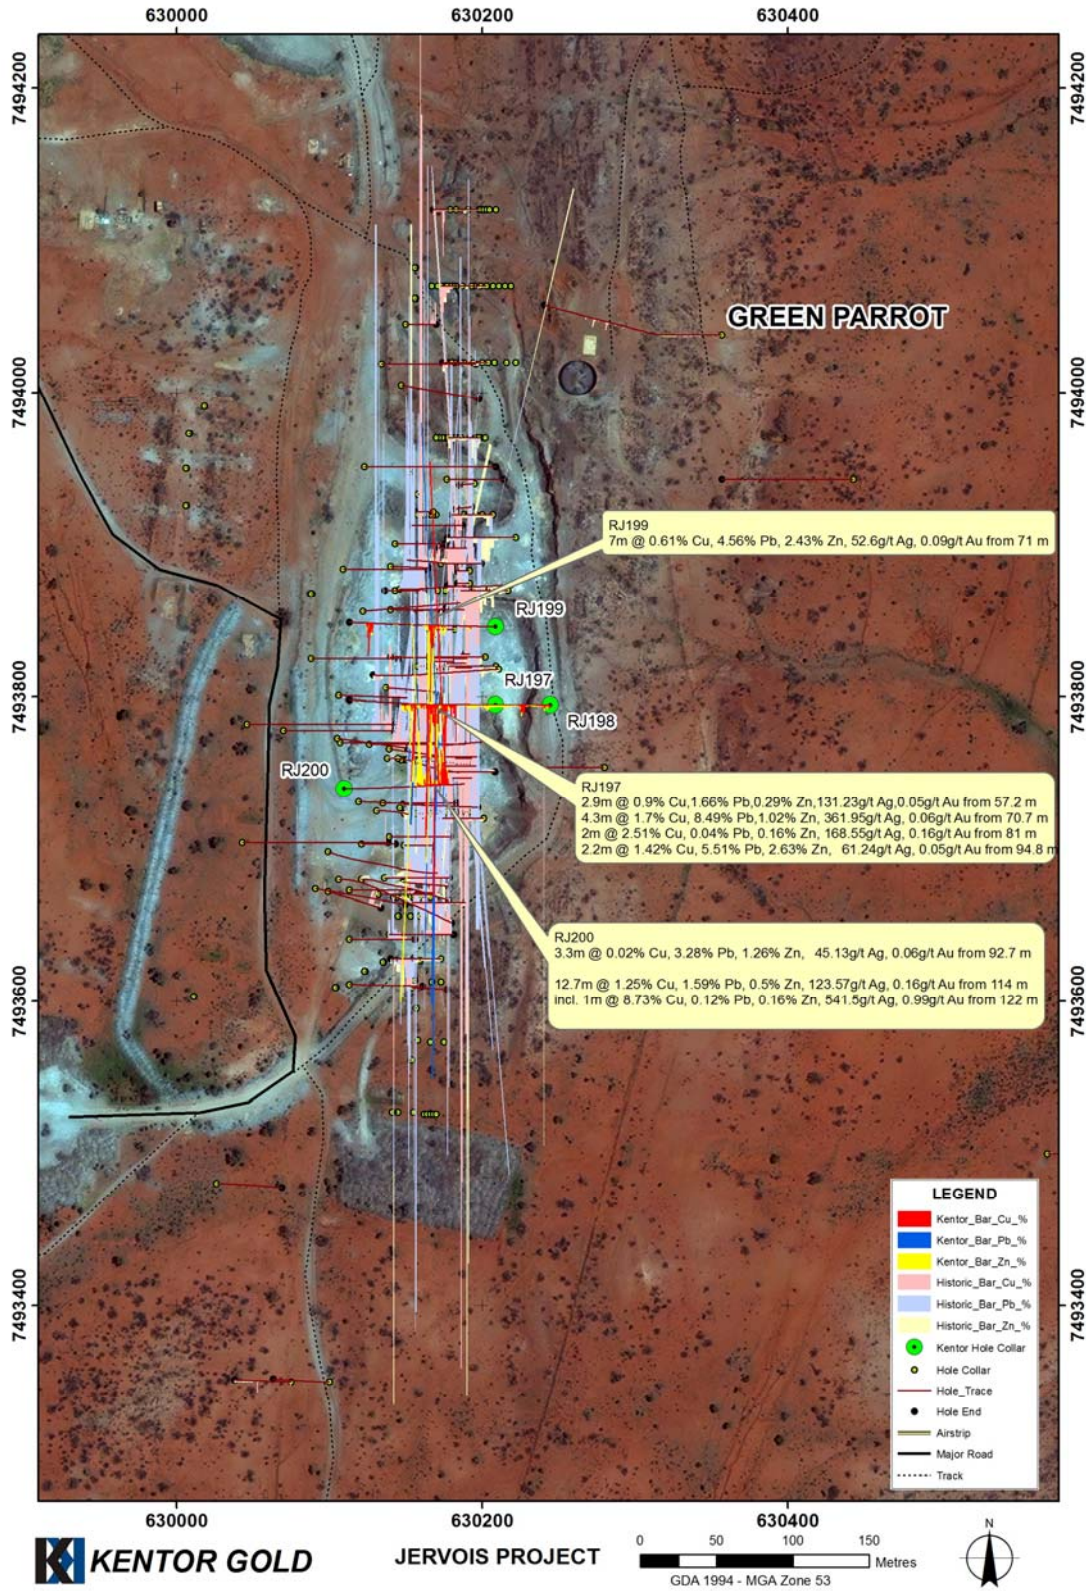 630000 630200 630400
7494200 7494200
GREEN PARROT
7494000 7494000
RJ199
7m @ 0.61% Cu, 4.56% Pb, 2.43% Zn, 52.6g/t Ag, 0.09g/t Au from 71 m
RJ199
RJ197
7493800 7493800
RJ198
RJ200
RJ197
2.9m @ 0.9% Cu,1.66% Pb,0.29% Zn,131.23g/t Ag,0.05g/t Au from 57.2 m
4.3m @ 1.7% Cu, 8.49% Pb,1.02% Zn, 361.95g/t Ag, 0.06g/t Au from 70.7 m
2m @ 2.51% Cu, 0.04% Pb, 0.16% Zn, 168.55g/t Ag, 0.16g/t Au from 81 m
2.2m @ 1.42% Cu, 5.51% Pb, 2.63% Zn, 61.24g/t Ag, 0.05g/t Au from 94.8 m
RJ200
3.3m @ 0.02% Cu, 3.28% Pb, 1.26% Zn, 45.13g/t Ag, 0.06g/t Au from 92.7 m
12.7m @ 1.25% Cu, 1.59% Pb, 0.5% Zn, 123.57g/t Ag, 0.16g/t Au from 114 m
incl. 1m @ 8.73% Cu, 0.12% Pb, 0.16% Zn, 541.5g/t Ag, 0.99g/t Au from 122 m
7493600 7493600
LEGEND
Kentor_Bar_Cu_%
Kentor_Bar_Pb_%
Kentor_Bar_Zn_%
Historic_Bar_Cu_%
Historic_Bar_Pb_%
Historic_Bar_Zn_%
Kentor Hole Collar
Hole Collar
Hole_Trace
Hole End
Airstrip
Major Road
Track
7493400 7493400
630000 630200 630400
KENTOR GOLD
JERVOIS PROJECT
0 50 100 150
Metres
GDA 1994 - MGA Zone 53
N